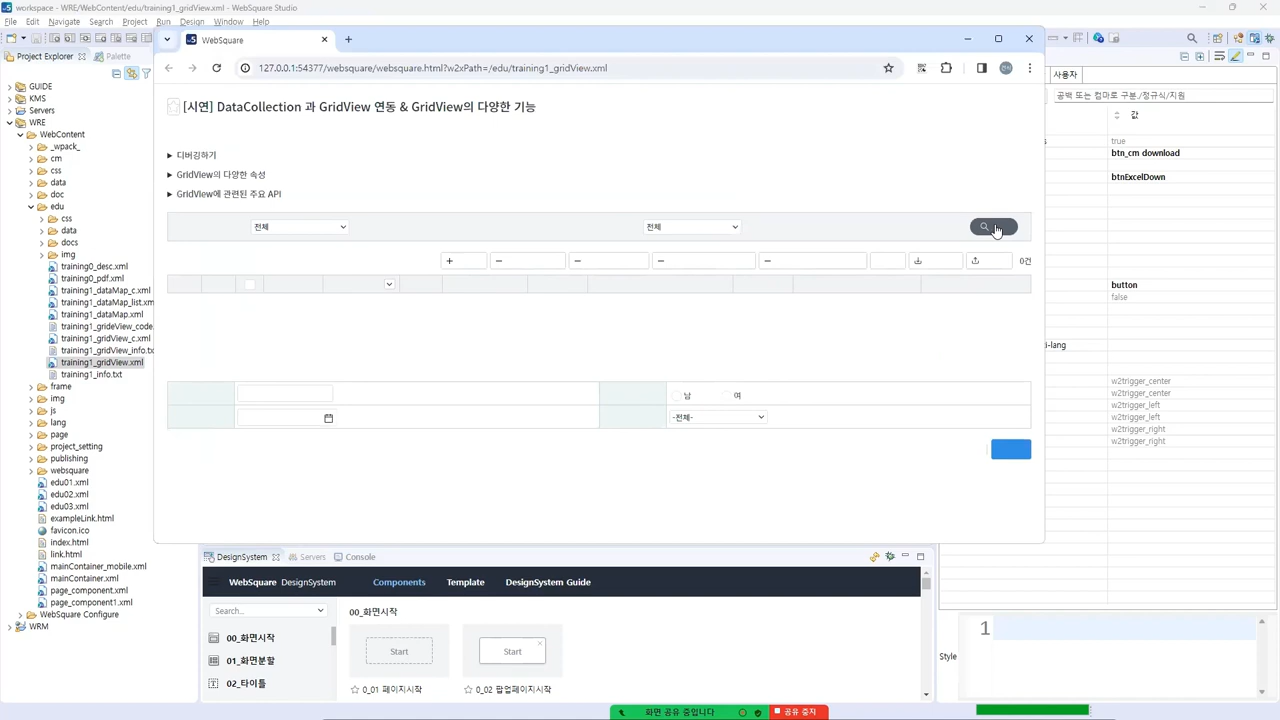 workspace - WRE/WebContent/edu/training1_gridView.xml - WebSquare Studio
File Edit Navigate Search Project Run Design Window Help
WebSquare
Project Explorer Palette
127.0.0.1:54377/websquare/websquare.html?w2xPath=/edu/training1_gridView.xml
사용자
공백 또는 컴마로 구분./정규식/지원
값
GUIDE
KMS
Servers
WRE
WebContent
_wpack_
cm
css
data
doc
edu
css
data
docs
img
training0_desc.xml
training0_pdf.xml
training1_dataMap_c.xml
training1_dataMap_list.xm
training1_dataMap.xml
training1_grideView_code.
training1_gridView_c.xml
training1_gridView_info.tx
training1_gridView.xml
training1_info.txt
frame
img
js
lang
page
project_setting
publishing
websquare
edu01.xml
edu02.xml
edu03.xml
exampleLink.html
favicon.ico
index.html
link.html
mainContainer_mobile.xml
mainContainer.xml
page_component.xml
page_component1.xml
WebSquare Configure
WRM
[시연] DataCollection 과 GridView 연동 & GridView의 다양한 기능
▶ 디버깅하기
▶ GridView의 다양한 속성
▶ GridView에 관련된 주요 API
전체 전체
0건
남 여
-전체-
s true
btn_cm download
btnExcelDown
button
false
ti-lang
w2trigger_center
w2trigger_center
w2trigger_left
w2trigger_left
w2trigger_right
w2trigger_right
DesignSystem Servers Console
WebSquare DesignSystem Components Template DesignSystem Guide
Search...
00_화면시작
00_화면시작
01_화면분할
02_타이틀
Start Start
0_01 페이지시작 0_02 팝업페이지시작
1
Style
화면 공유 중입니다 공유 중지